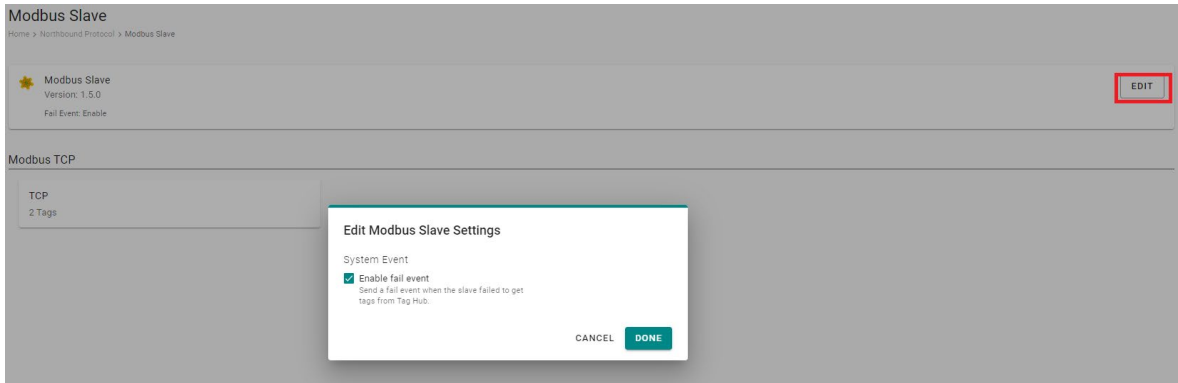 Modbus Slave
Home > Northbound Protocol > Modbus Slave
Modbus Slave
Version: 1.5.0
Fail Event: Enable
EDIT
Modbus TCP
TCP
2 Tags
Edit Modbus Slave Settings
System Event
Enable fail event
Send a fail event when the slave failed to get
tags from Tag Hub.
CANCEL
DONE